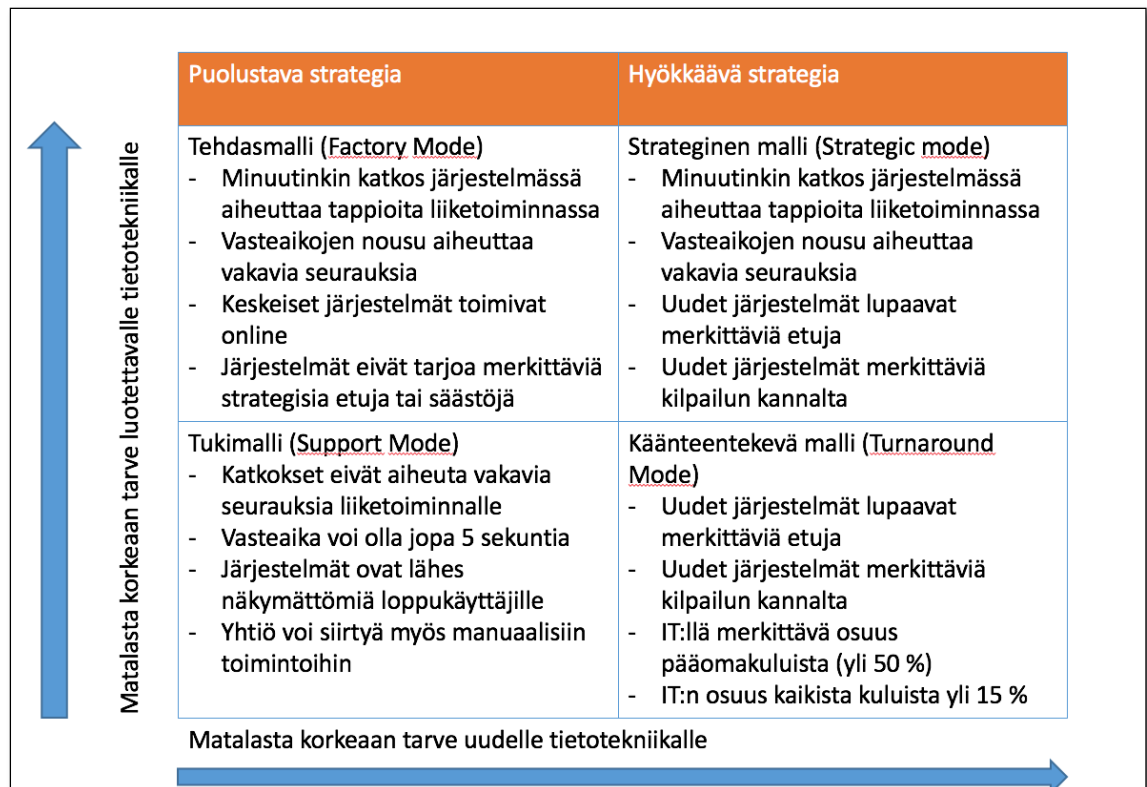 Puolustava strategia
Hyökkäävä strategia
Matalasta korkeaan tarve luotettavalle tietotekniikalle
Tehdasmalli (Factory Mode)
- Minuutinkin katkos järjestelmässä
aiheuttaa tappioita liiketoiminnassa
- Vasteaikojen nousu aiheuttaa
vakavia seurauksia
- Keskeiset järjestelmät toimivat
online
- Järjestelmät eivät tarjoa merkittäviä
strategisia etuja tai säästöjä
Strateginen malli (Strategic mode)
- Minuutinkin katkos järjestelmässä
aiheuttaa tappioita liiketoiminnassa
- Vasteaikojen nousu aiheuttaa
vakavia seurauksia
- Uudet järjestelmät lupaavat
merkittäviä etuja
- Uudet järjestelmät merkittäviä
kilpailun kannalta
Tukimalli (Support Mode)
- Katkokset eivät aiheuta vakavia
seurauksia liiketoiminnalle
- Vasteaika voi olla jopa 5 sekuntia
- Järjestelmät ovat lähes
näkymättömiä loppukäyttäjille
- Yhtiö voi siirtyä myös manuaalisiin
toimintoihin
Käänteentekevä malli (Turnaround
Mode)
- Uudet järjestelmät lupaavat
merkittäviä etuja
- Uudet järjestelmät merkittäviä
kilpailun kannalta
- IT:llä merkittävä osuus
pääomakuluista (yli 50 %)
- IT:n osuus kaikista kuluista yli 15 %
Matalasta korkeaan tarve uudelle tietotekniikalle